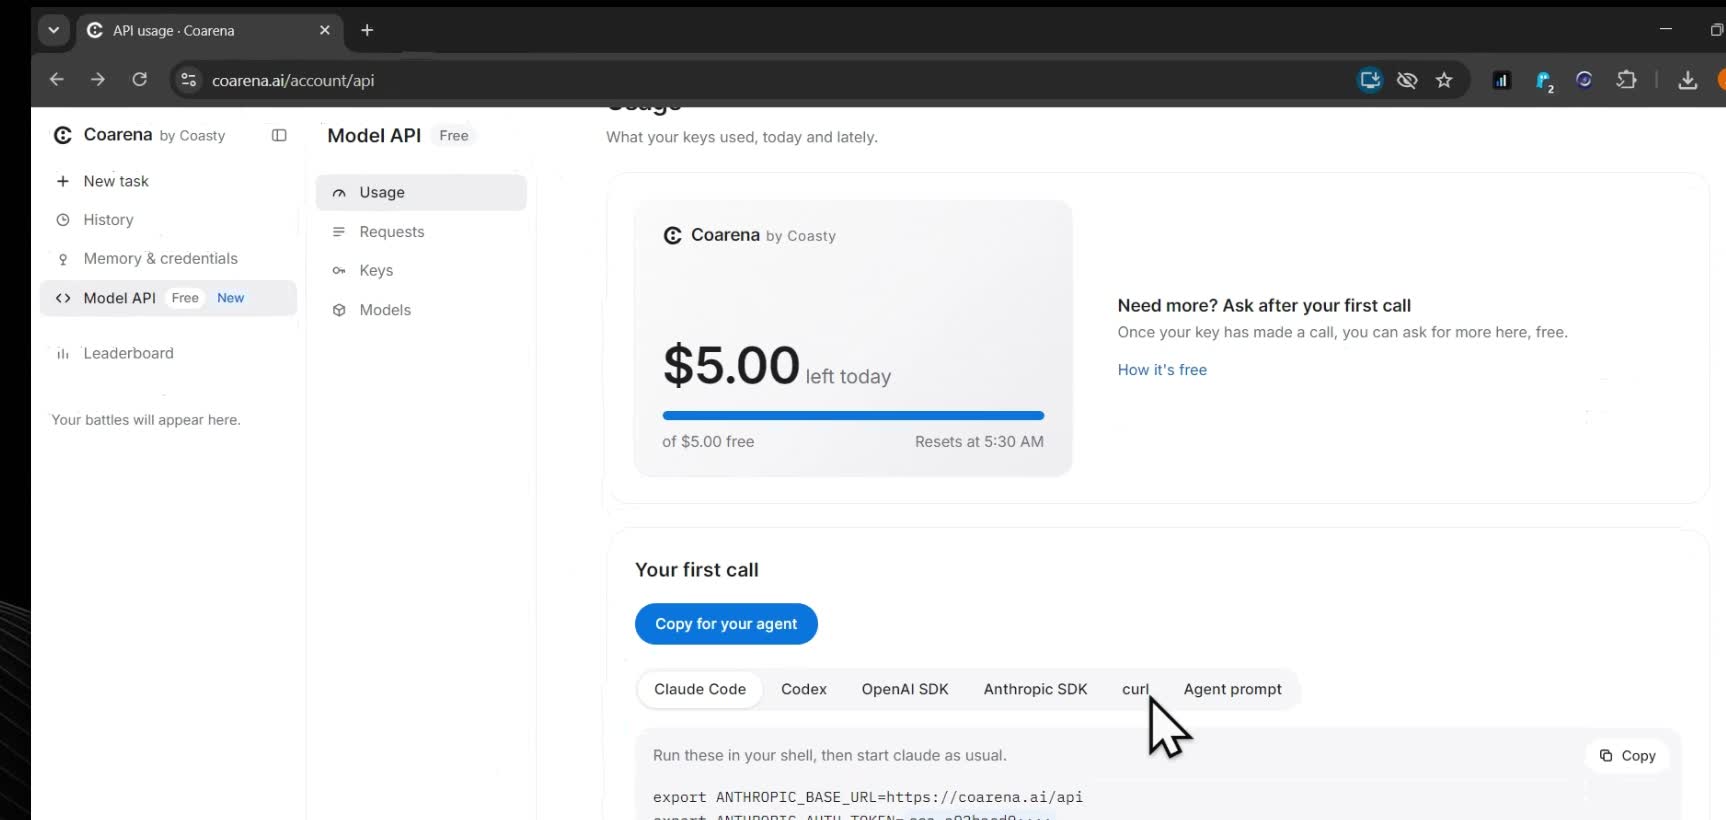 API usage · Coarena
coarena.ai/account/api
2
Coarena by Coasty
New task
History
Memory & credentials
Model API Free New
Leaderboard
Your battles will appear here.
Model API Free
Usage
Requests
Keys
Models
Usage
What your keys used, today and lately.
Coarena by Coasty
$5.00 left today
of $5.00 free Resets at 5:30 AM
Need more? Ask after your first call
Once your key has made a call, you can ask for more here, free.
How it's free
Your first call
Copy for your agent
Claude Code Codex OpenAI SDK Anthropic SDK curl Agent prompt
Run these in your shell, then start claude as usual.
Copy
export ANTHROPIC_BASE_URL=https://coarena.ai/api
export ANTHROPIC_AUTH_TOKEN=